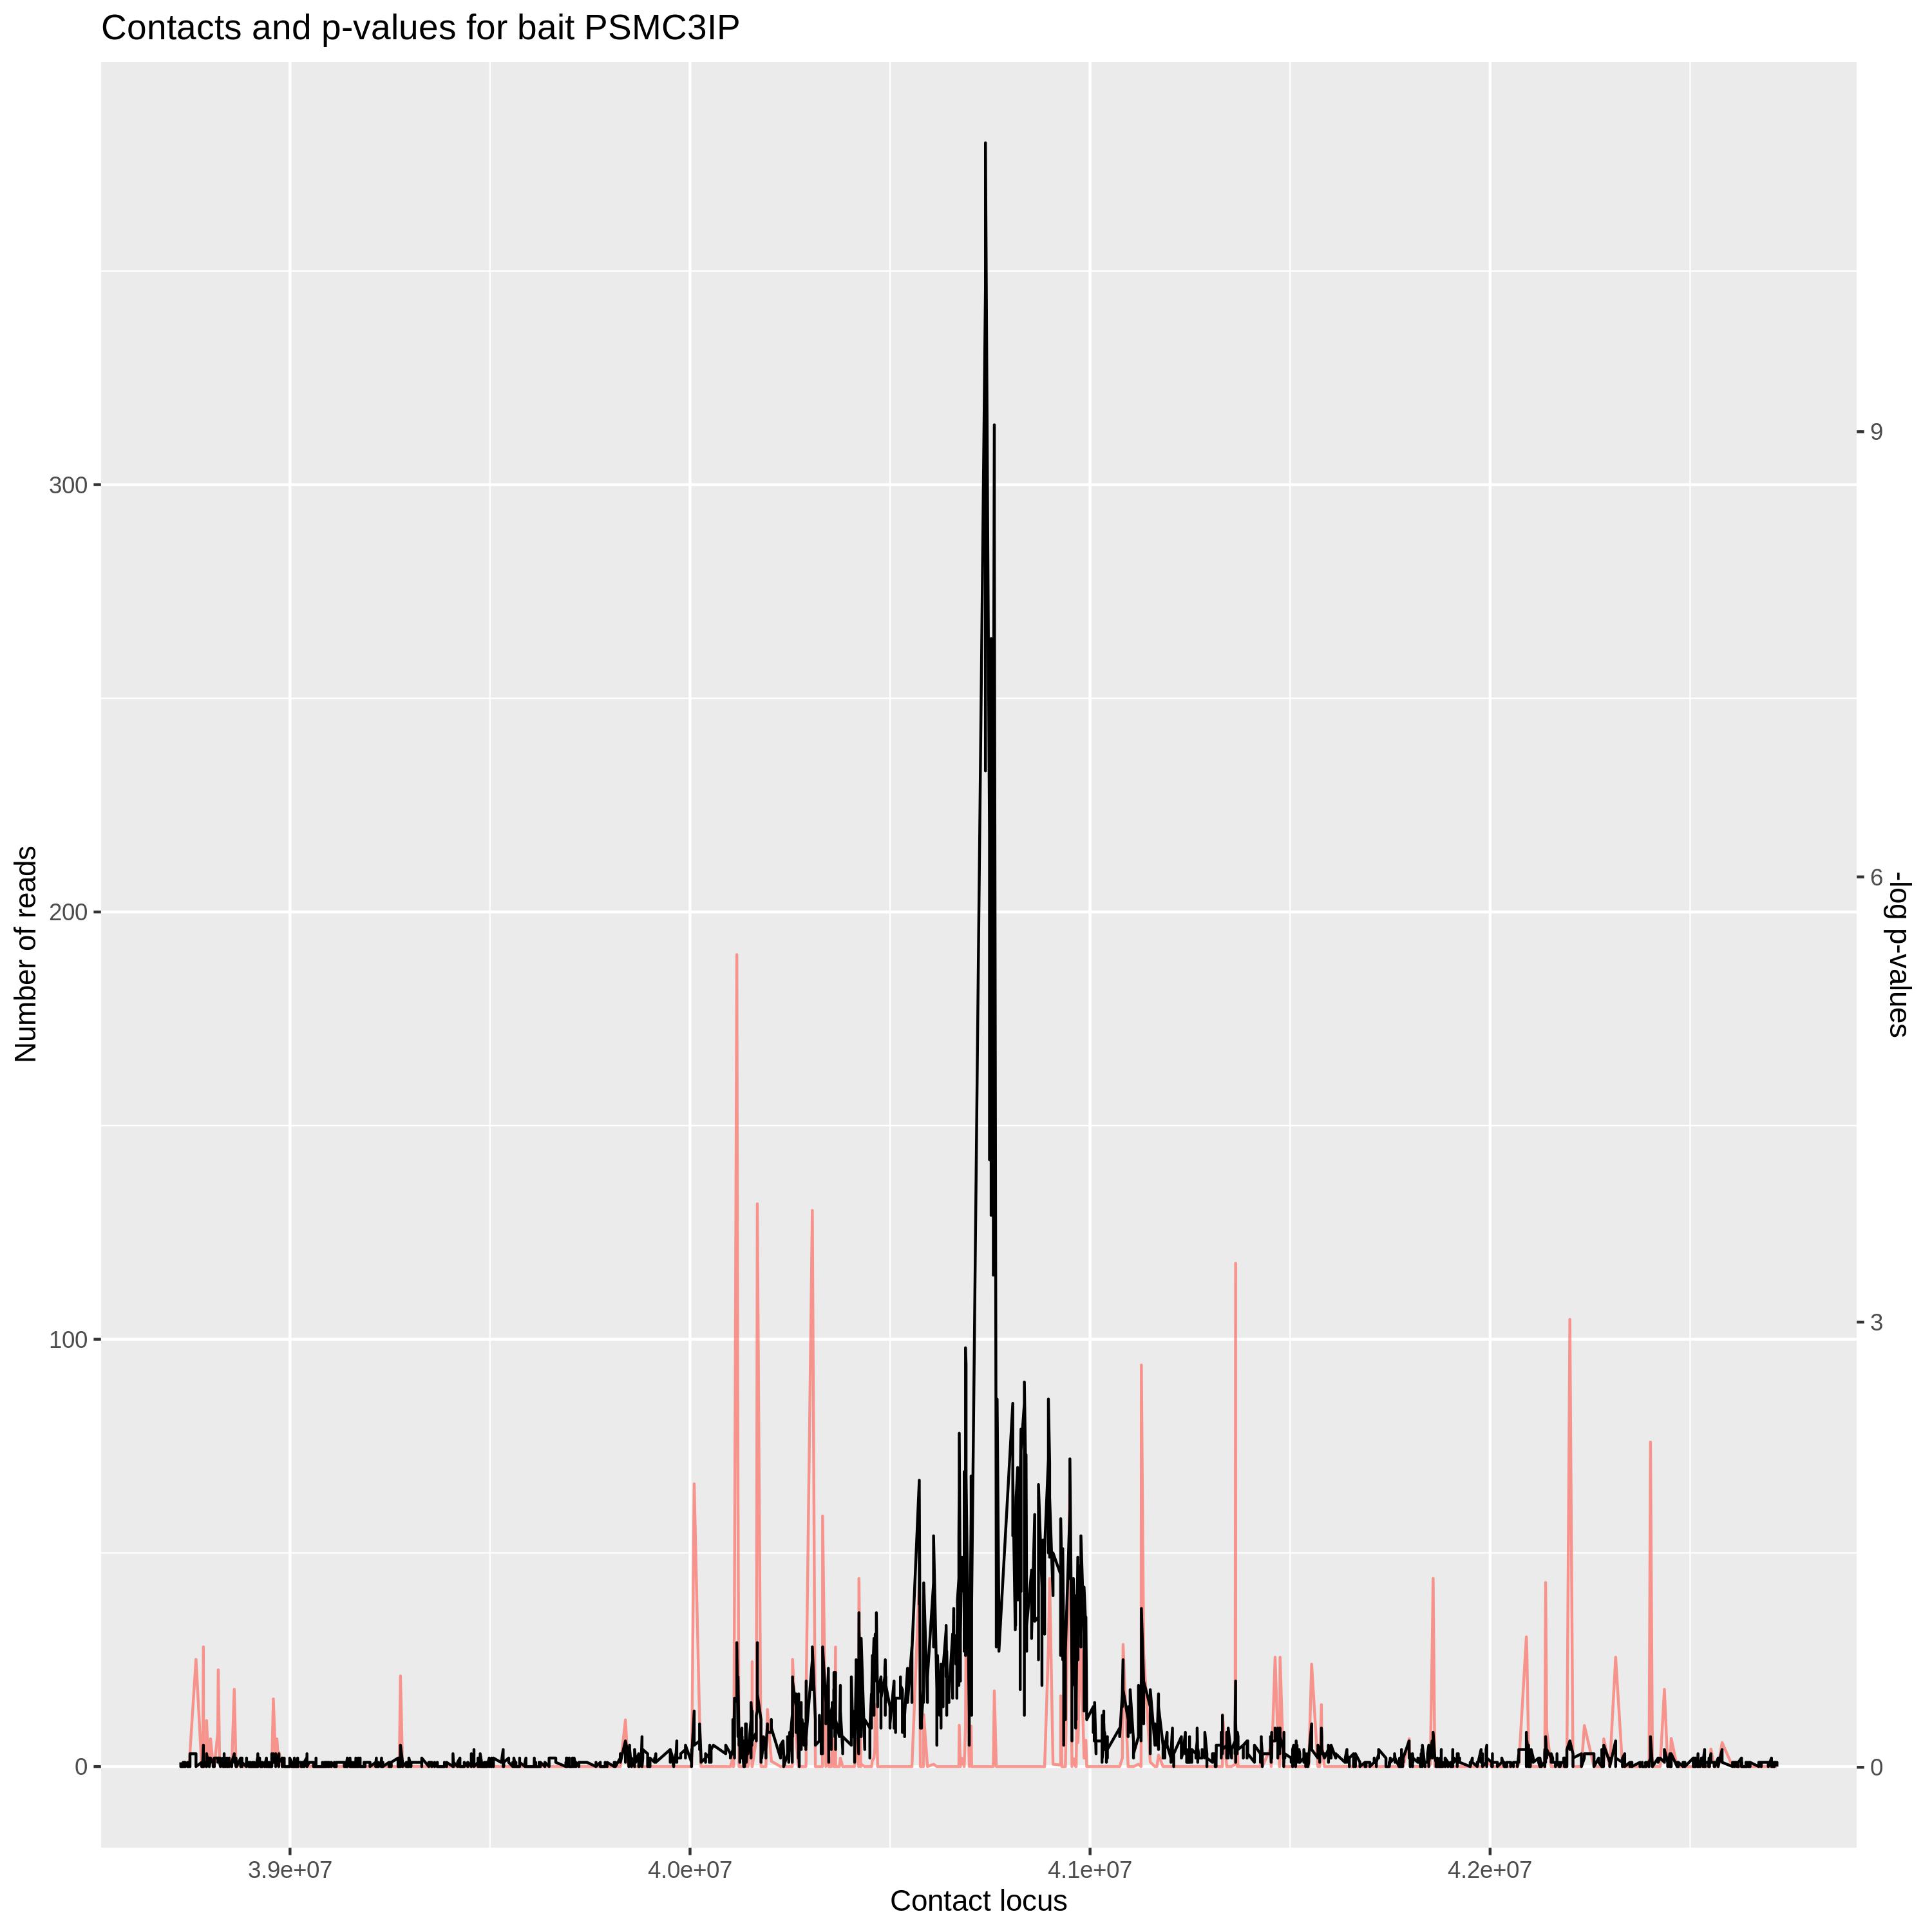 Contacts and p-values for bait PSMC3IP
300
200
100
0
9
6
3
0
3.9e+07
4.0e+07
4.1e+07
4.2e+07
Contact locus
Number of reads
-log p-values